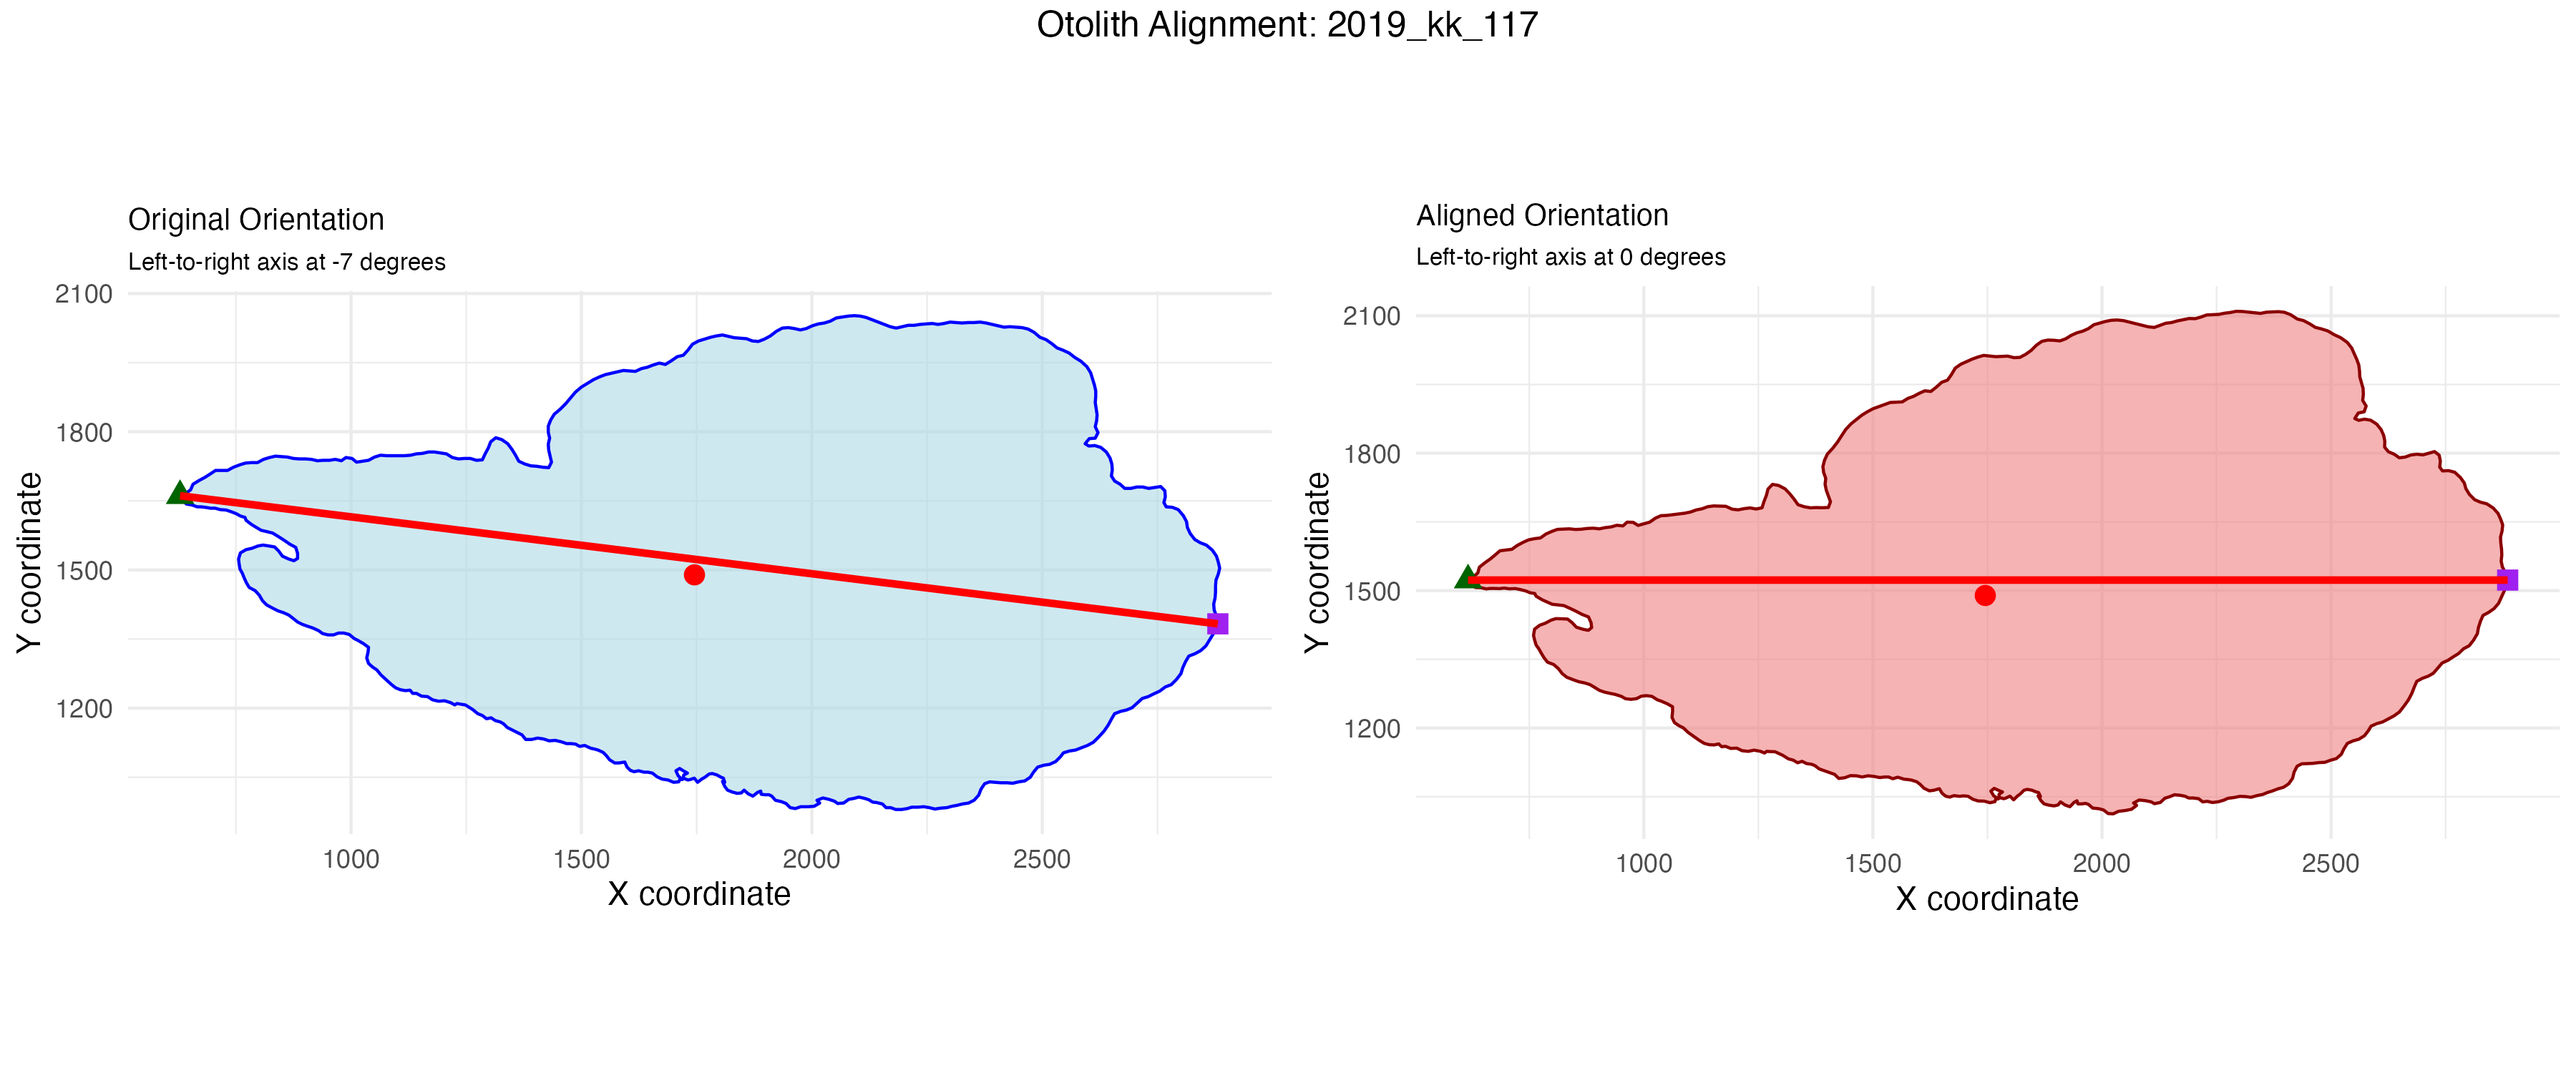 Otolith Alignment: 2019_kk_117
Original Orientation
Left-to-right axis at -7 degrees
2100
1800
1500
1200
Y coordinate
1000 1500 2000 2500
X coordinate
Aligned Orientation
Left-to-right axis at 0 degrees
2100
1800
1500
1200
Y coordinate
1000 1500 2000 2500
X coordinate